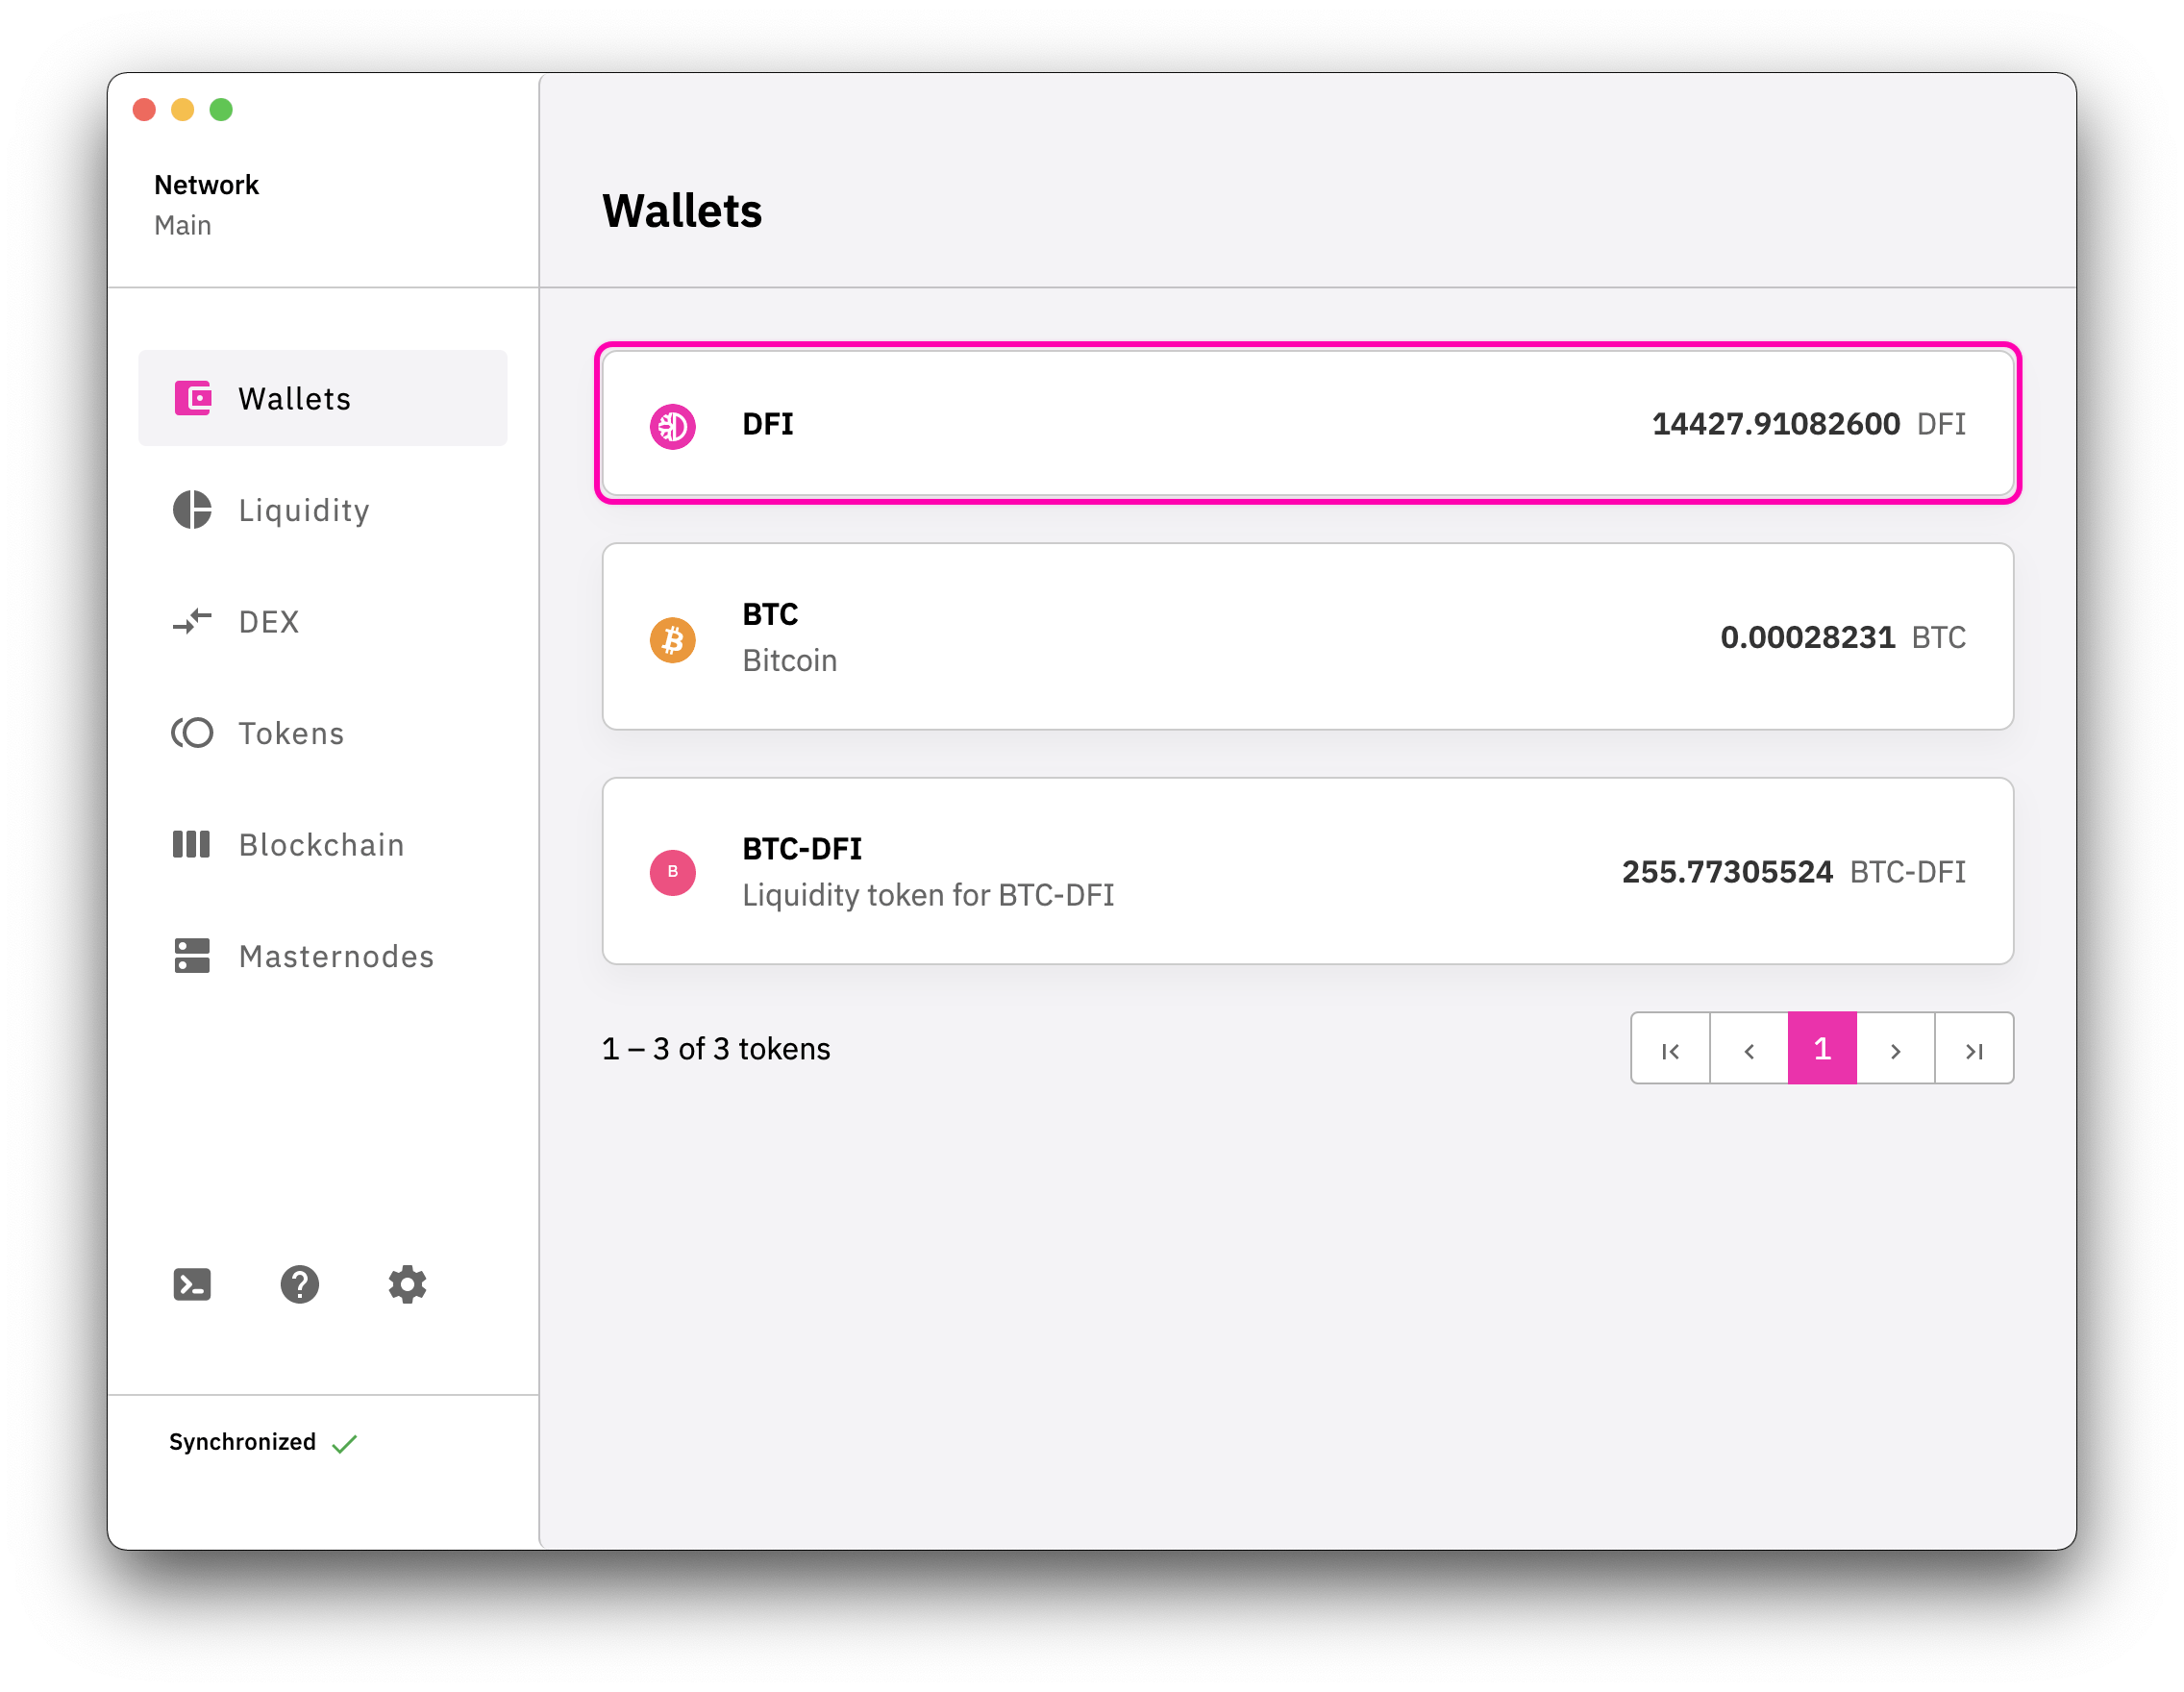 Network
Main
Wallets
Wallets
Liquidity
DEX
Tokens
Blockchain
Masternodes
Synchronized
DFI
14427.91082600 DFI
BTC
Bitcoin
0.00028231 BTC
B
BTC-DFI
Liquidity token for BTC-DFI
255.77305524 BTC-DFI
1 – 3 of 3 tokens
1